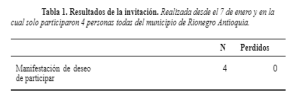 Tabla 1. Resultados de la invitación. Realizada desde el 7 de enero y en la
cual solo participaron 4 personas todas del municipio de Rionegro Antioquia.
N Perdidos
Manifestación de deseo 4 0
de participar